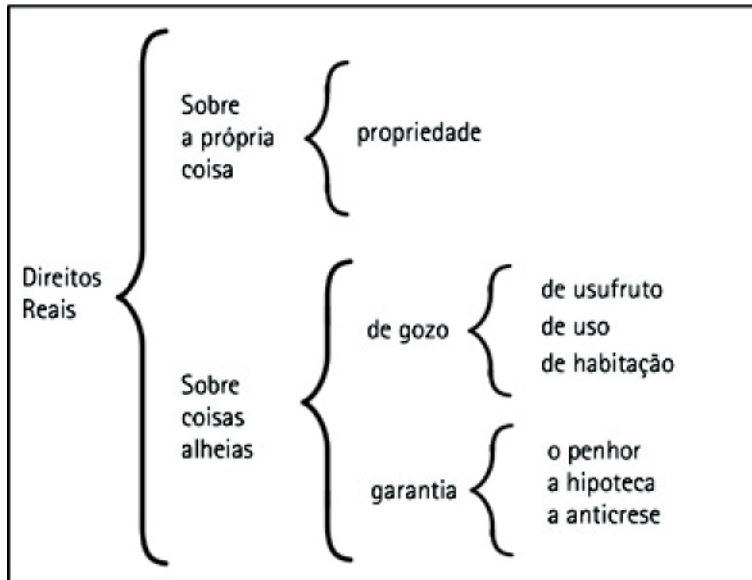 Direitos
Reais
Sobre
a própria
coisa
propriedade
Sobre
coisas
alheias
de gozo
de usufruto
de uso
de habitação
garantia
o penhor
a hipoteca
a anticrese